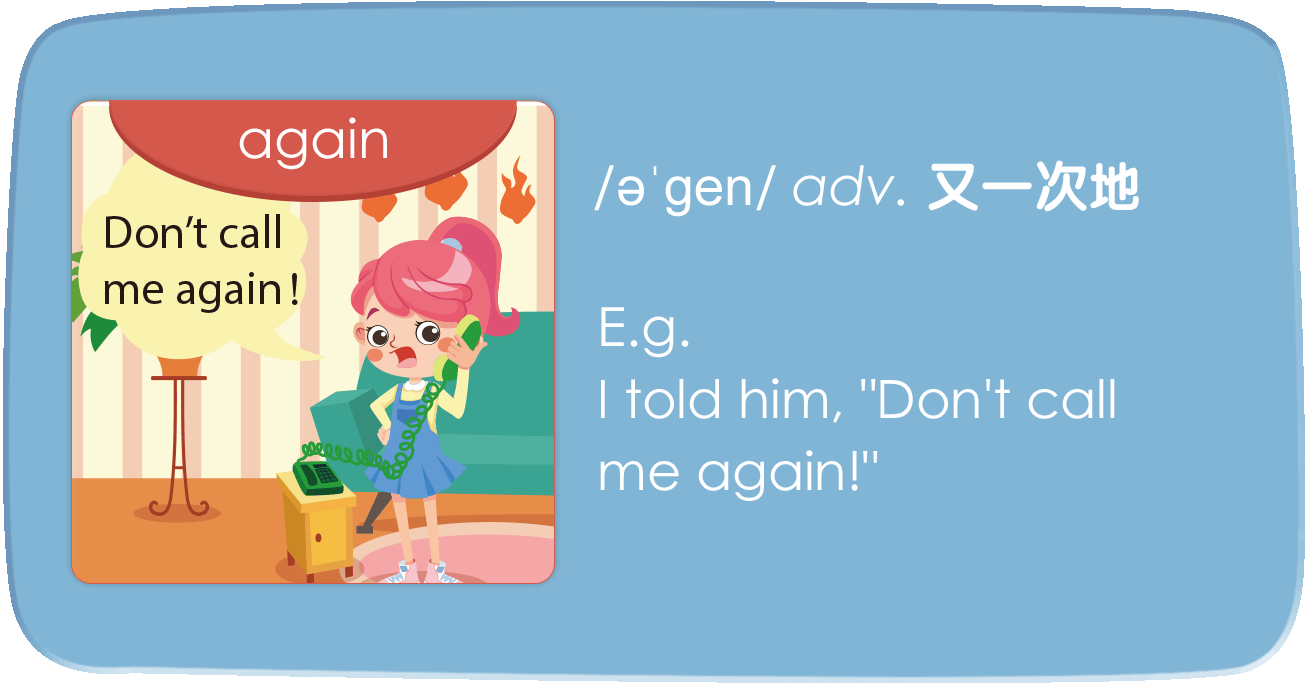 again
Don't call
me again!
/əˈgen/ adv. 又一次地
E.g.
I told him, "Don't call
me again!"